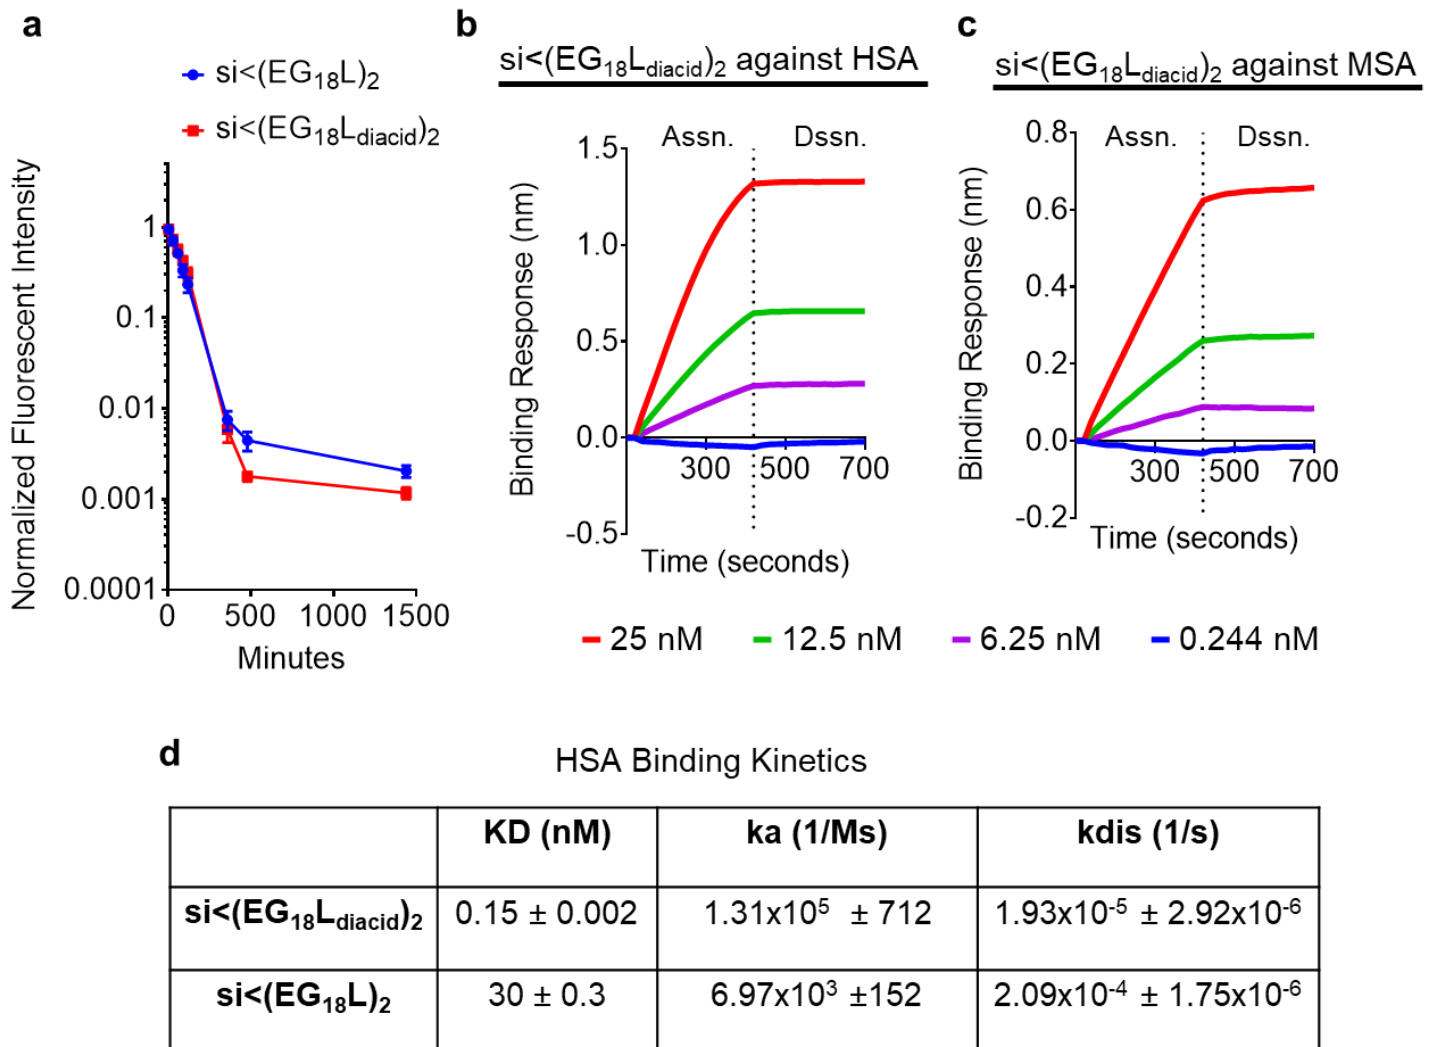 a
si<(EG18L)2
si<(EG18Ldiacid)2
Normalized Fluorescent Intensity
1
0.1
0.01
0.001
0.0001
0 500 1000 1500
Minutes
b
si<(EG18Ldiacid)2 against HSA
Assn. Dssn.
Binding Response (nm)
1.5
1.0
0.5
0.0
-0.5
300 500 700
Time (seconds)
c
si<(EG18Ldiacid)2 against MSA
Assn. Dssn.
Binding Response (nm)
0.8
0.6
0.4
0.2
0.0
-0.2
300 500 700
Time (seconds)
25 nM 12.5 nM 6.25 nM 0.244 nM
d
HSA Binding Kinetics
KD (nM) ka (1/Ms) kdis (1/s)
si<(EG18Ldiacid)2 0.15 ± 0.002 1.31x10^5 ± 712 1.93x10^-5 ± 2.92x10^-6
si<(EG18L)2 30 ± 0.3 6.97x10^3 ±152 2.09x10^-4 ± 1.75x10^-6